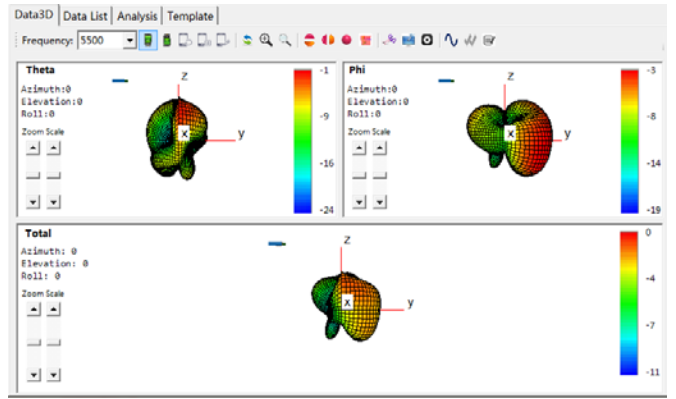 Data3D Data List Analysis Template
Frequency: 5500
Theta
Azimuth:0
Elevation:0
Roll:0
Zoom Scale
z
x
y
-1
-9
-16
-24
Phi
Azimuth:0
Elevation:0
Roll:0
Zoom Scale
z
x
y
-3
-8
-14
-19
Total
Azimuth: 0
Elevation: 0
Roll: 0
Zoom Scale
z
x
y
0
-4
-7
-11